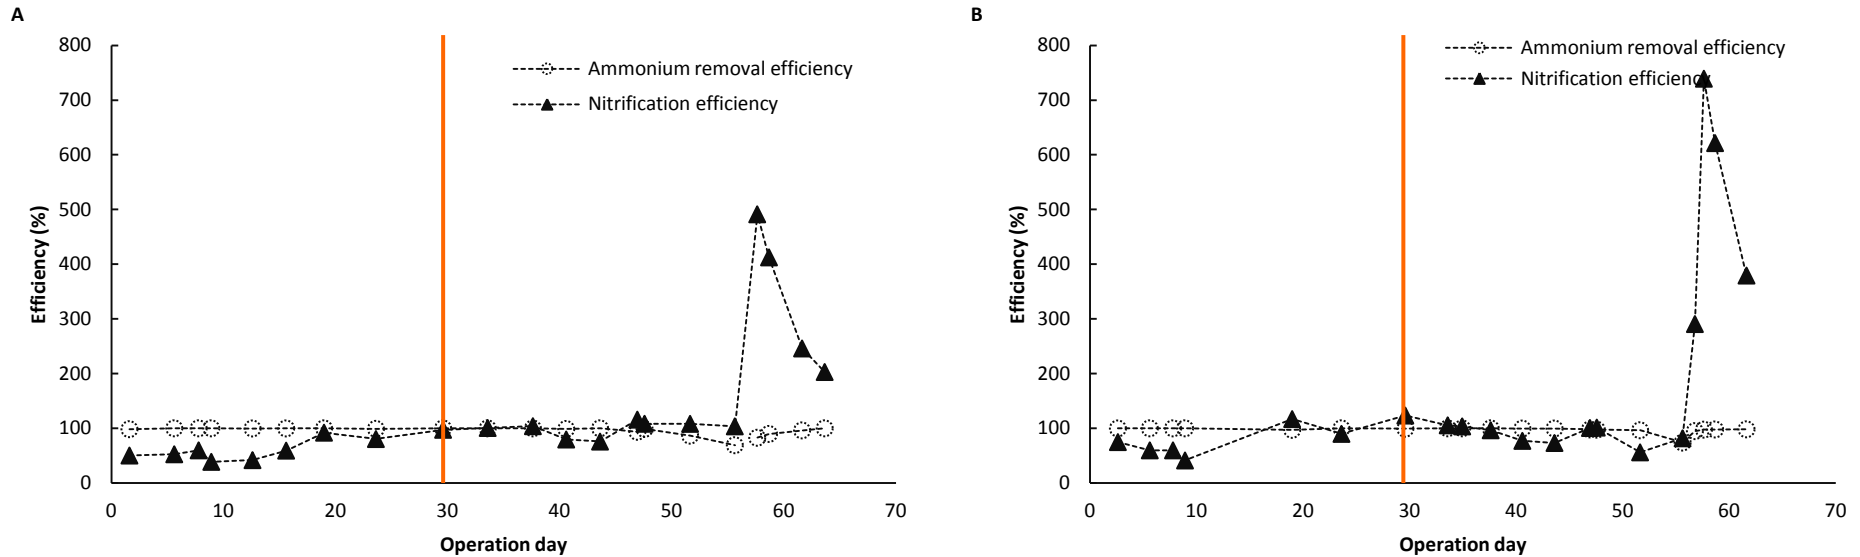 A
800
700
600
500
400
300
200
100
0
Efficiency (%)
Ammonium removal efficiency
Nitrification efficiency
0 10 20 30 40 50 60 70
Operation day
B
800
700
600
500
400
300
200
100
0
Efficiency (%)
Ammonium removal efficiency
Nitrification efficiency
0 10 20 30 40 50 60 70
Operation day